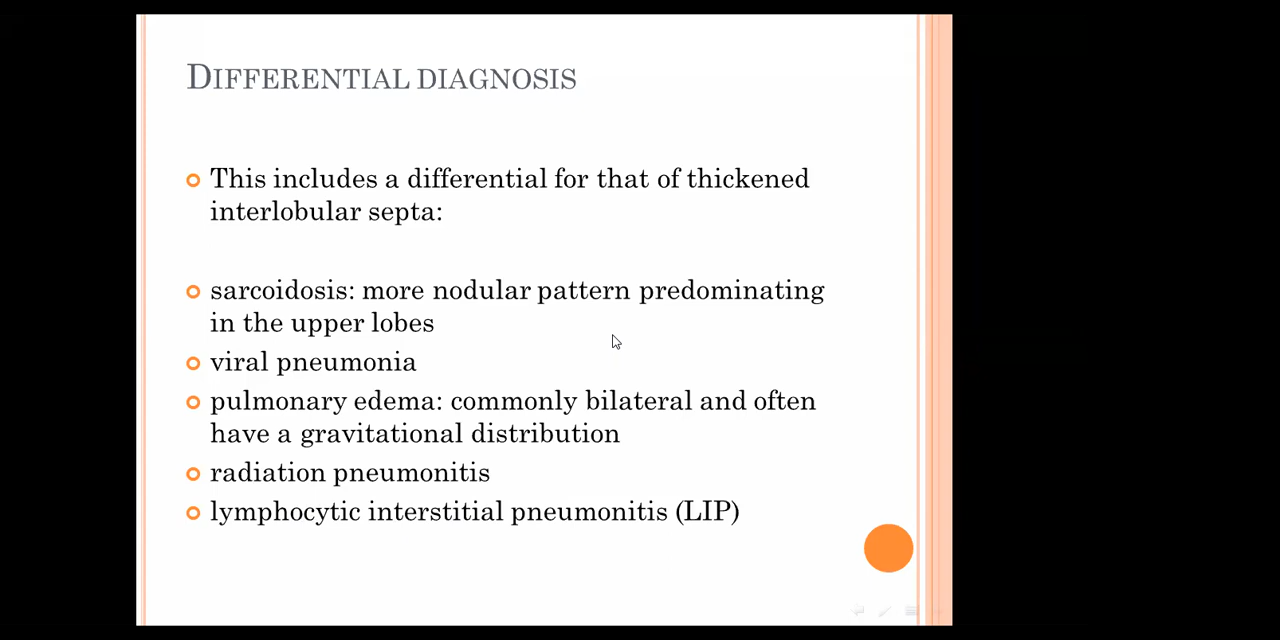 DIFFERENTIAL DIAGNOSIS
This includes a differential for that of thickened
interlobular septa:
sarcoidosis: more nodular pattern predominating
in the upper lobes
viral pneumonia
pulmonary edema: commonly bilateral and often
have a gravitational distribution
radiation pneumonitis
lymphocytic interstitial pneumonitis (LIP)